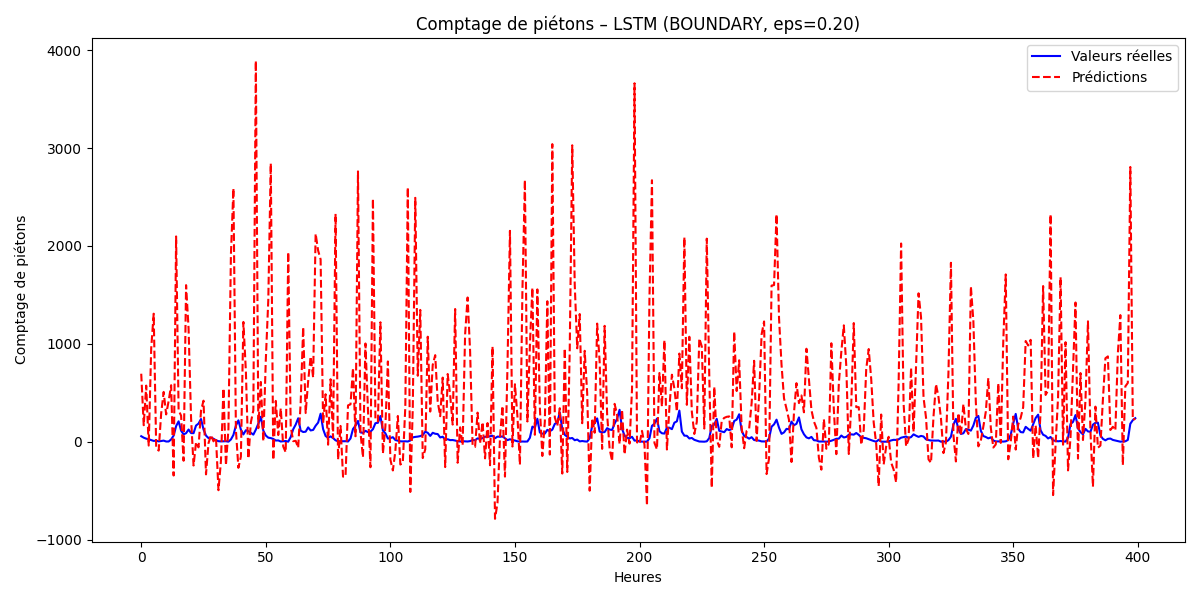 Comptage de piétons – LSTM (BOUNDARY, eps=0.20)
Valeurs réelles
Prédictions
Comptage de piétons
4000
3000
2000
1000
0
−1000
0 50 100 150 200 250 300 350 400
Heures